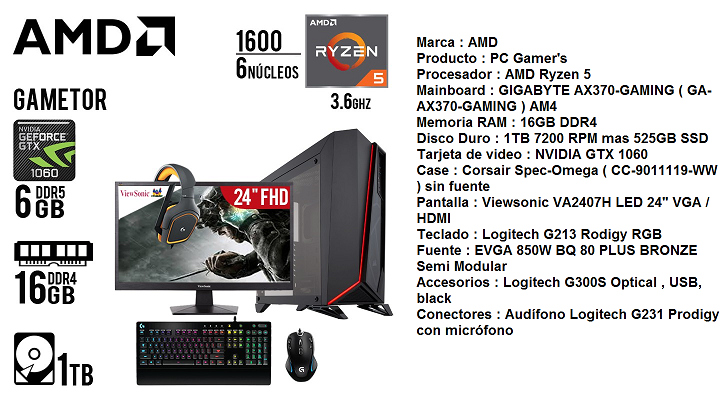 AMD
1600
6NÚCLEOS
AMD
RYZEN
5
3.6GHZ
GAMETOR
NVIDIA
GEFORCE
GTX
1060
6 DDR5
GB
16 DDR4
GB
1TB
ViewSonic
24" FHD
ViewSonic
Marca : AMD
Producto : PC Gamer's
Procesador : AMD Ryzen 5
Mainboard : GIGABYTE AX370-GAMING ( GA-
AX370-GAMING ) AM4
Memoria RAM : 16GB DDR4
Disco Duro : 1TB 7200 RPM mas 525GB SSD
Tarjeta de video : NVIDIA GTX 1060
Case : Corsair Spec-Omega ( CC-9011119-WW
) sin fuente
Pantalla : Viewsonic VA2407H LED 24" VGA /
HDMI
Teclado : Logitech G213 Rodigy RGB
Fuente : EVGA 850W BQ 80 PLUS BRONZE
Semi Modular
Accesorios : Logitech G300S Optical , USB,
black
Conectores : Audífono Logitech G231 Prodigy
con micrófono